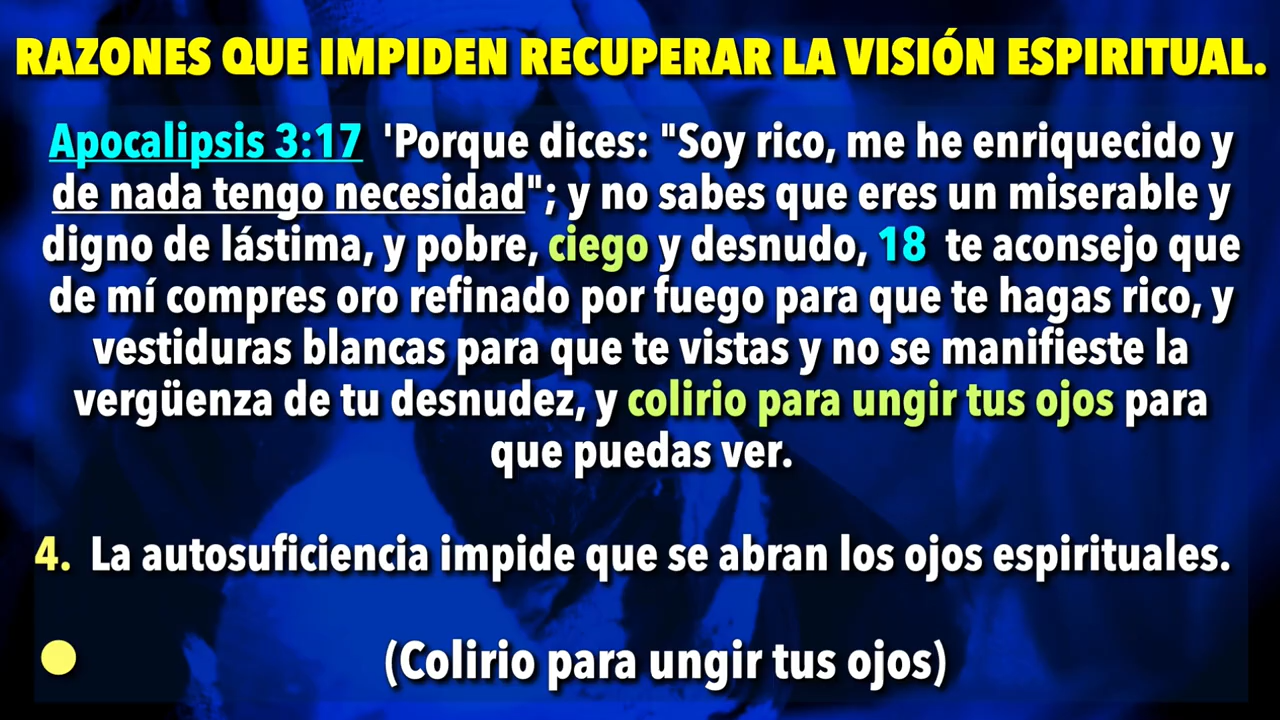 RAZONES QUE IMPIDEN RECUPERAR LA VISIÓN ESPIRITUAL.
Apocalipsis 3:17 'Porque dices: "Soy rico, me he enriquecido y
de nada tengo necesidad"; y no sabes que eres un miserable y
digno de lástima, y pobre, ciego y desnudo, 18 te aconsejo que
de mí compres oro refinado por fuego para que te hagas rico, y
vestiduras blancas para que te vistas y no se manifieste la
vergüenza de tu desnudez, y colirio para ungir tus ojos para
que puedas ver.
4. La autosuficiencia impide que se abran los ojos espirituales.
(Colirio para ungir tus ojos)